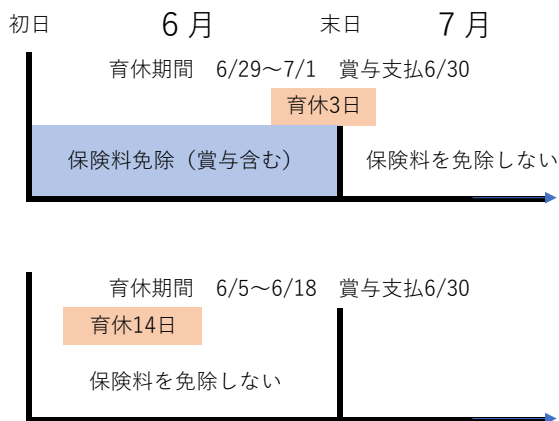 初日 6月 末日 7月
育休期間 6/29～7/1 賞与支払6/30
育休3日
保険料免除（賞与含む） 保険料を免除しない
育休期間 6/5～6/18 賞与支払6/30
育休14日
保険料を免除しない